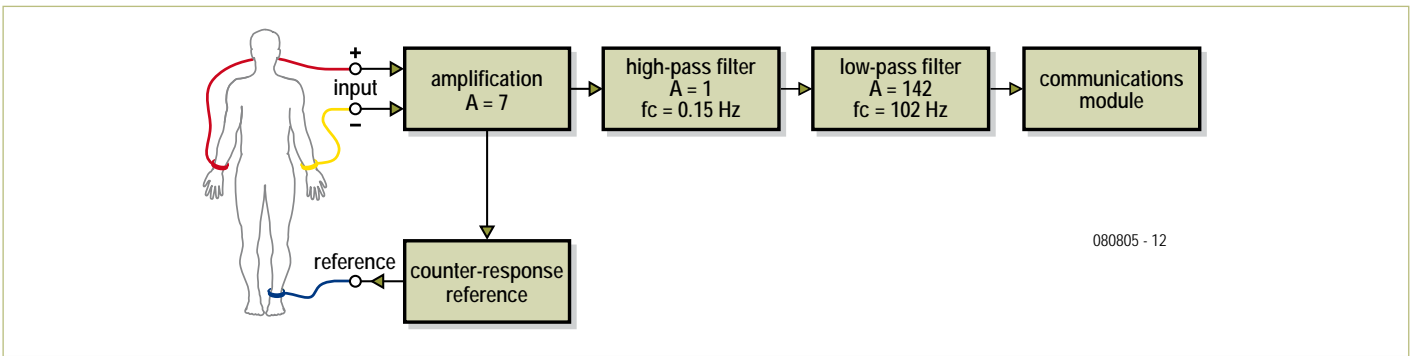 +
input
−
amplification
A = 7
high-pass filter
A = 1
fc = 0.15 Hz
low-pass filter
A = 142
fc = 102 Hz
communications
module
reference
counter-response
reference
080805 - 12